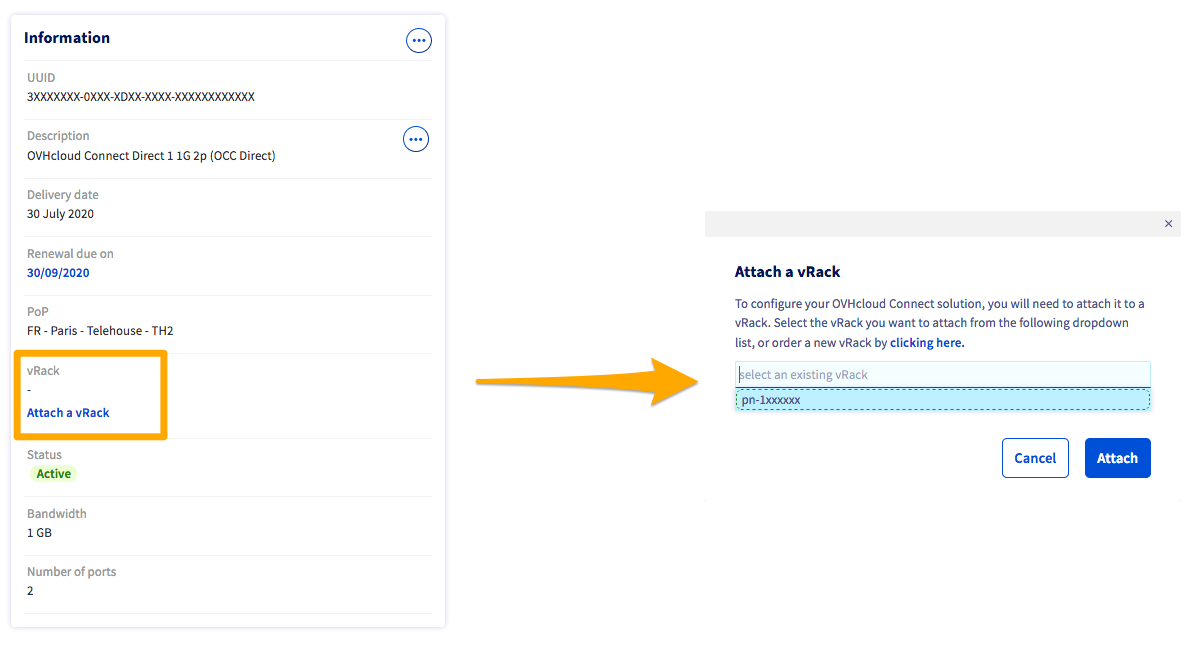 Information
UUID
3XXXXXXX-0XXX-XDXX-XXXX-XXXXXXXXXXXX
Description
OVHcloud Connect Direct 1 1G 2p (OCC Direct)
Delivery date
30 July 2020
Renewal due on
30/09/2020
PoP
FR - Paris - Telehouse - TH2
vRack
-
Attach a vRack
Status
Active
Bandwidth
1 GB
Number of ports
2
×
Attach a vRack
To configure your OVHcloud Connect solution, you will need to attach it to a
vRack. Select the vRack you want to attach from the following dropdown
list, or order a new vRack by clicking here.
select an existing vRack
pn-1xxxxxx
Cancel
Attach